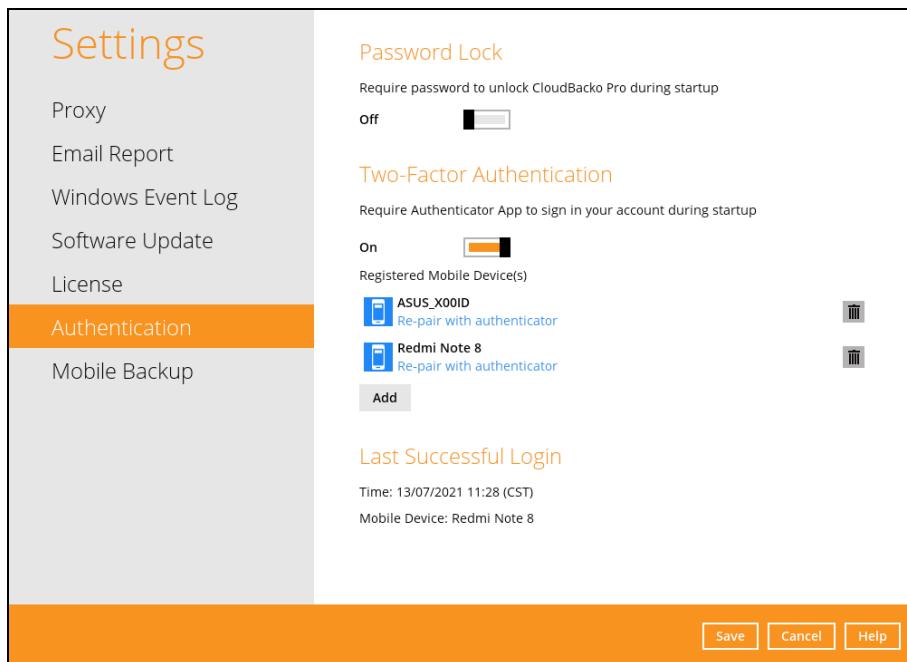 Settings
Proxy
Email Report
Windows Event Log
Software Update
License
Authentication
Mobile Backup
Password Lock
Require password to unlock CloudBacko Pro during startup
Off
Two-Factor Authentication
Require Authenticator App to sign in your account during startup
On
Registered Mobile Device(s)
ASUS_X00ID
Re-pair with authenticator
Redmi Note 8
Re-pair with authenticator
Add
Last Successful Login
Time: 13/07/2021 11:28 (CST)
Mobile Device: Redmi Note 8
Save Cancel Help